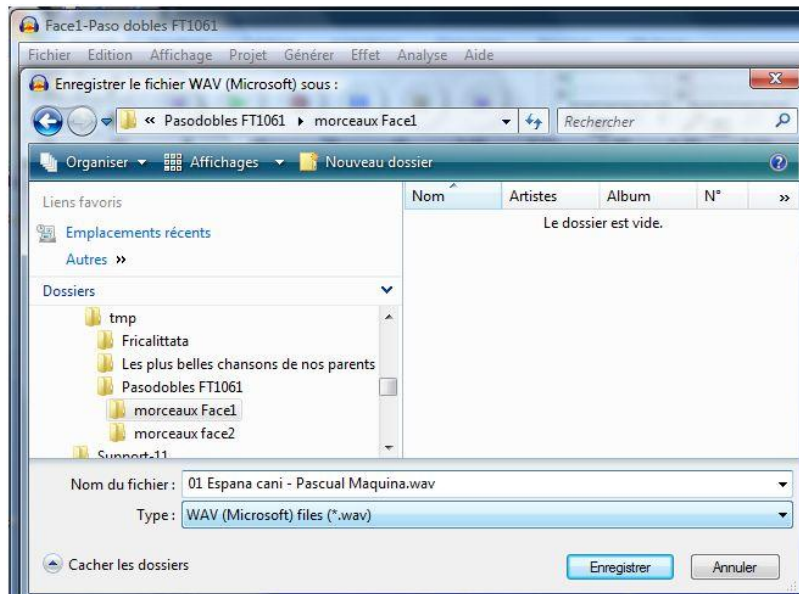 Face1-Paso dobles FT1061
Fichier Edition Affichage Projet Générer Effet Analyse Aide
Enregistrer le fichier WAV (Microsoft) sous :
« Pasodobles FT1061 morceaux Face1 Rechercher
Organiser Affichages Nouveau dossier
Liens favoris
Emplacements récents
Autres »
Dossiers
tmp
Fricalittata
Les plus belles chansons de nos parents
Pasodobles FT1061
morceaux Face1
morceaux face2
Support-11
Nom Artistes Album N° »
Le dossier est vide.
Nom du fichier : 01 Espana cani - Pascual Maquina.wav
Type : WAV (Microsoft) files (*.wav)
Cacher les dossiers Enregistrer Annuler